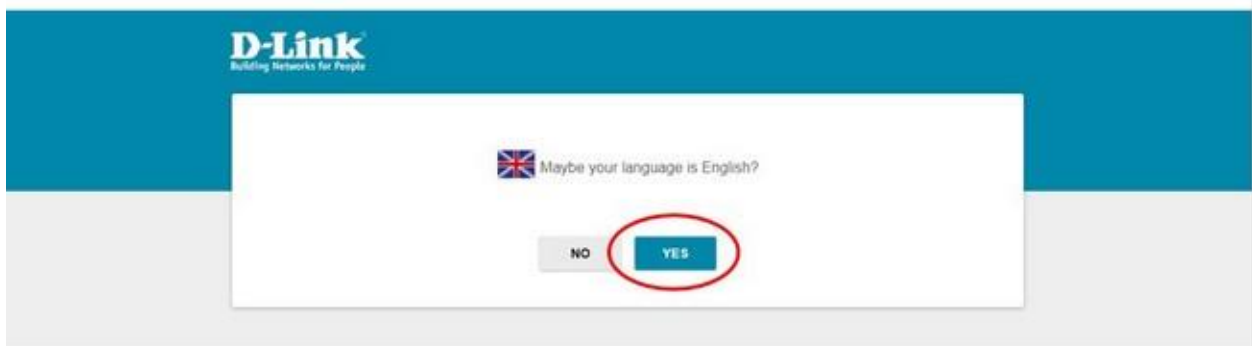 D-Link
Building Networks for People
Maybe your language is English?
NO
YES